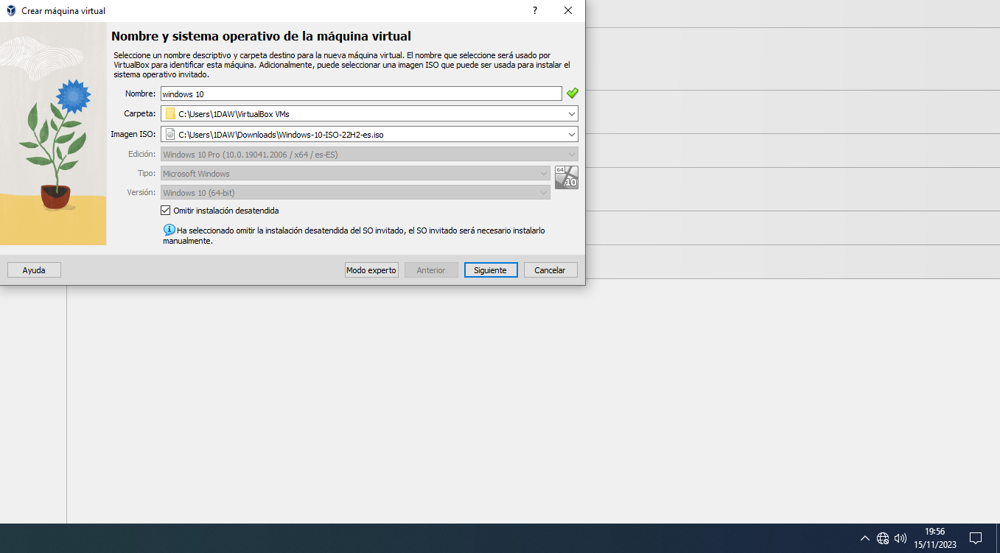 Crear máquina virtual
?
Nombre y sistema operativo de la máquina virtual
Seleccione un nombre descriptivo y carpeta destino para la nueva máquina virtual. El nombre que seleccione será usado por
VirtualBox para identificar esta máquina. Adicionalmente, puede seleccionar una imagen ISO que puede ser usada para instalar el
sistema operativo invitado.
Nombre: windows 10
Carpeta: C:\Users\1DAW\VirtualBox VMs
Imagen ISO: C:\Users\1DAW\Downloads\Windows-10-ISO-22H2-es.iso
Edición: Windows 10 Pro (10.0.19041.2006 / x64 / es-ES)
Tipo: Microsoft Windows
64
10
Versión: Windows 10 (64-bit)
Omitir instalación desatendida
Ha seleccionado omitir la instalación desatendida del SO invitado, el SO invitado será necesario instalarlo
manualmente.
Ayuda Modo experto Anterior Siguiente Cancelar
19:56
15/11/2023